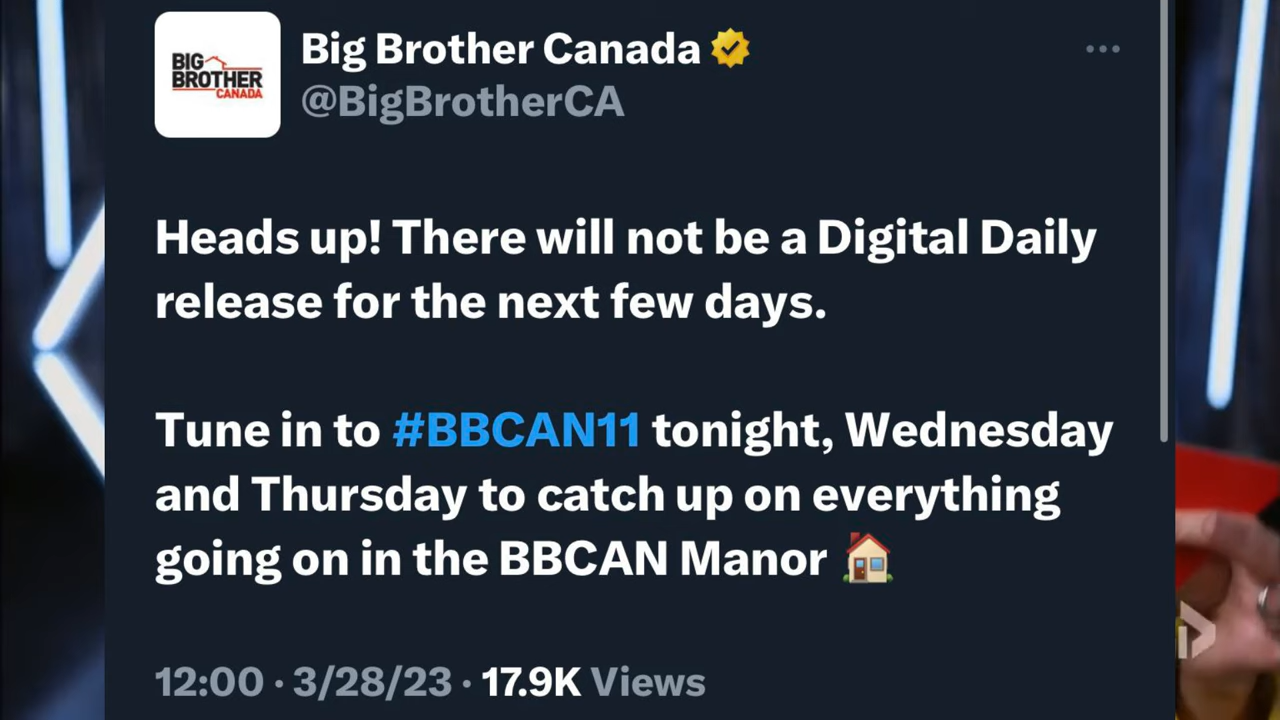 BIG
BROTHER
CANADA
Big Brother Canada
@BigBrotherCA
Heads up! There will not be a Digital Daily
release for the next few days.
Tune in to #BBCAN11 tonight, Wednesday
and Thursday to catch up on everything
going on in the BBCAN Manor 🏠
12:00 · 3/28/23 · 17.9K Views